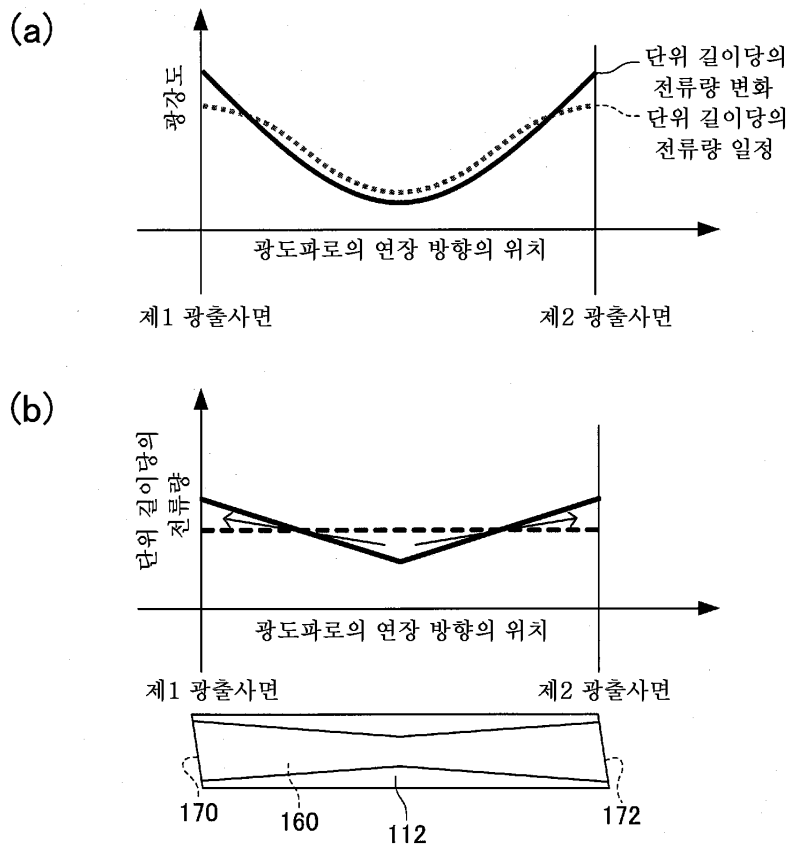 (a)
광강도
단위 길이당의
전류량 변화
단위 길이당의
전류량 일정
광도파로의 연장 방향의 위치
제1 광출사면
제2 광출사면
(b)
단위 길이당의
전류량
광도파로의 연장 방향의 위치
제1 광출사면
제2 광출사면
170
160
112
172